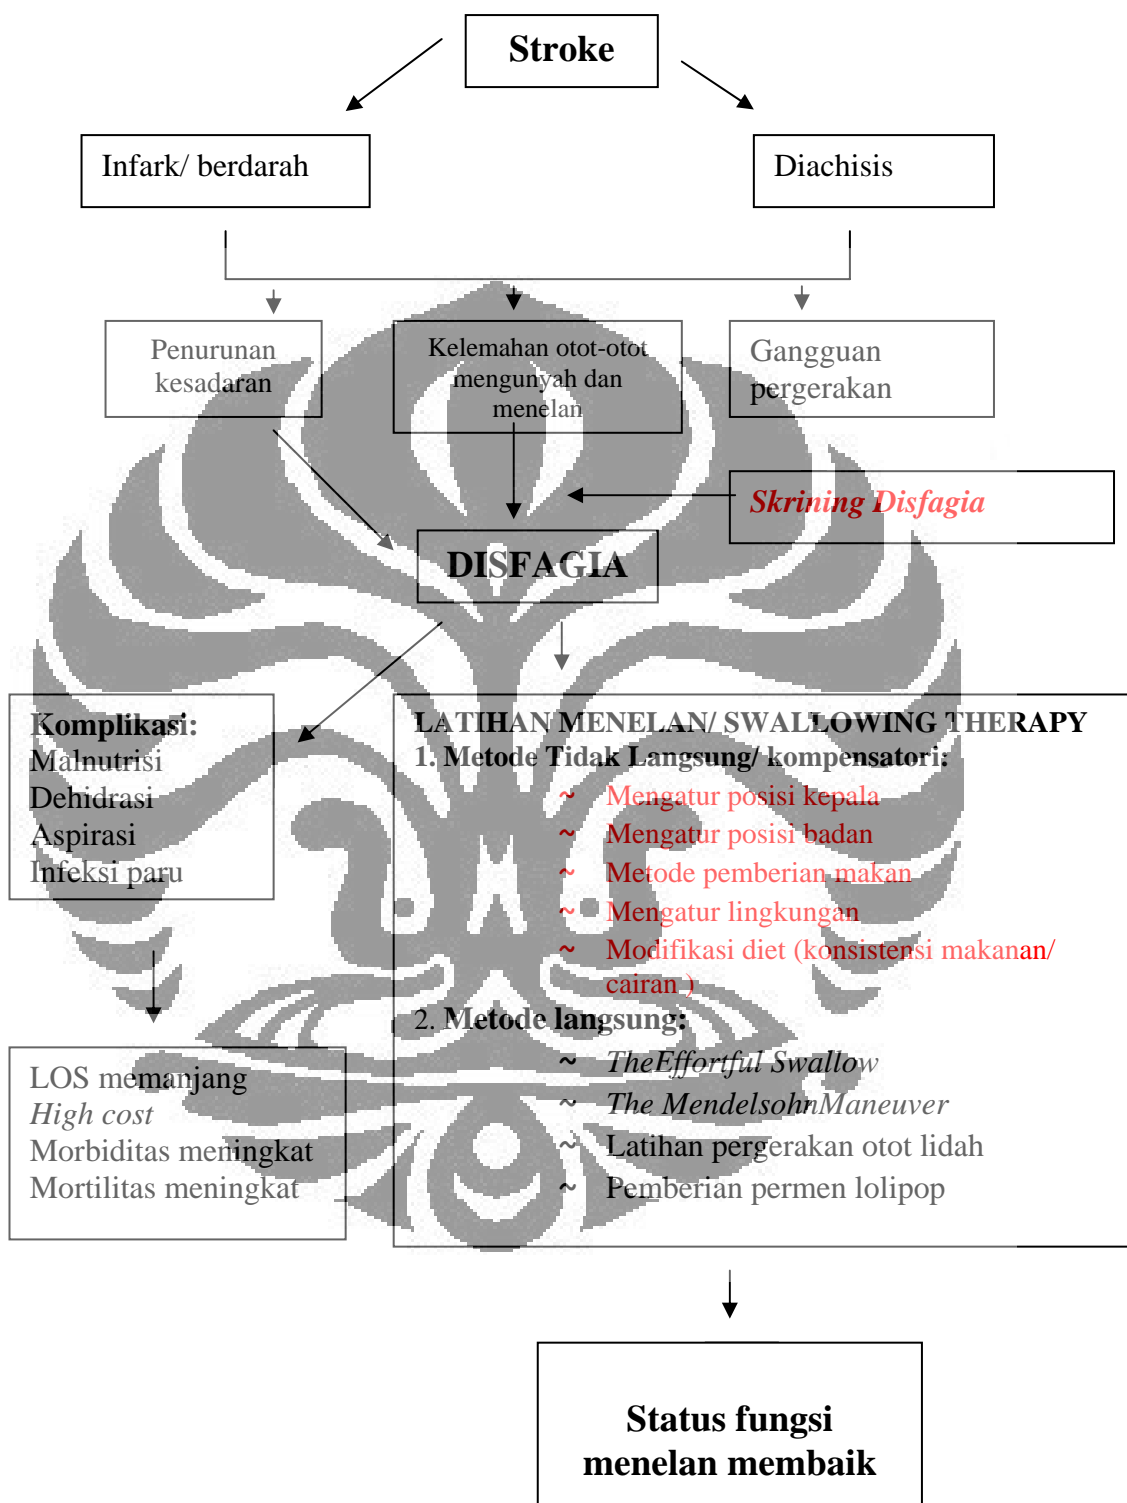 Stroke
Infark/ berdarah
Diachisis
Penurunan
kesadaran
Kelemahan otot-otot
mengunyah dan
menelan
Gangguan
pergerakan
Skrining Disfagia
DISFAGIA
Komplikasi:
Malnutrisi
Dehidrasi
Aspirasi
Infeksi paru
LATIHAN MENELAN/ SWALLOWING THERAPY
1. Metode Tidak Langsung/ kompensatori:
~ Mengatur posisi kepala
~ Mengatur posisi badan
~ Metode pemberian makan
~ Mengatur lingkungan
~ Modifikasi diet (konsistensi makanan/
cairan )
2. Metode langsung:
~ TheEffortful Swallow
~ The MendelsohnManeuver
~ Latihan pergerakan otot lidah
~ Pemberian permen lolipop
LOS memanjang
High cost
Morbiditas meningkat
Mortilitas meningkat
Status fungsi
menelan membaik